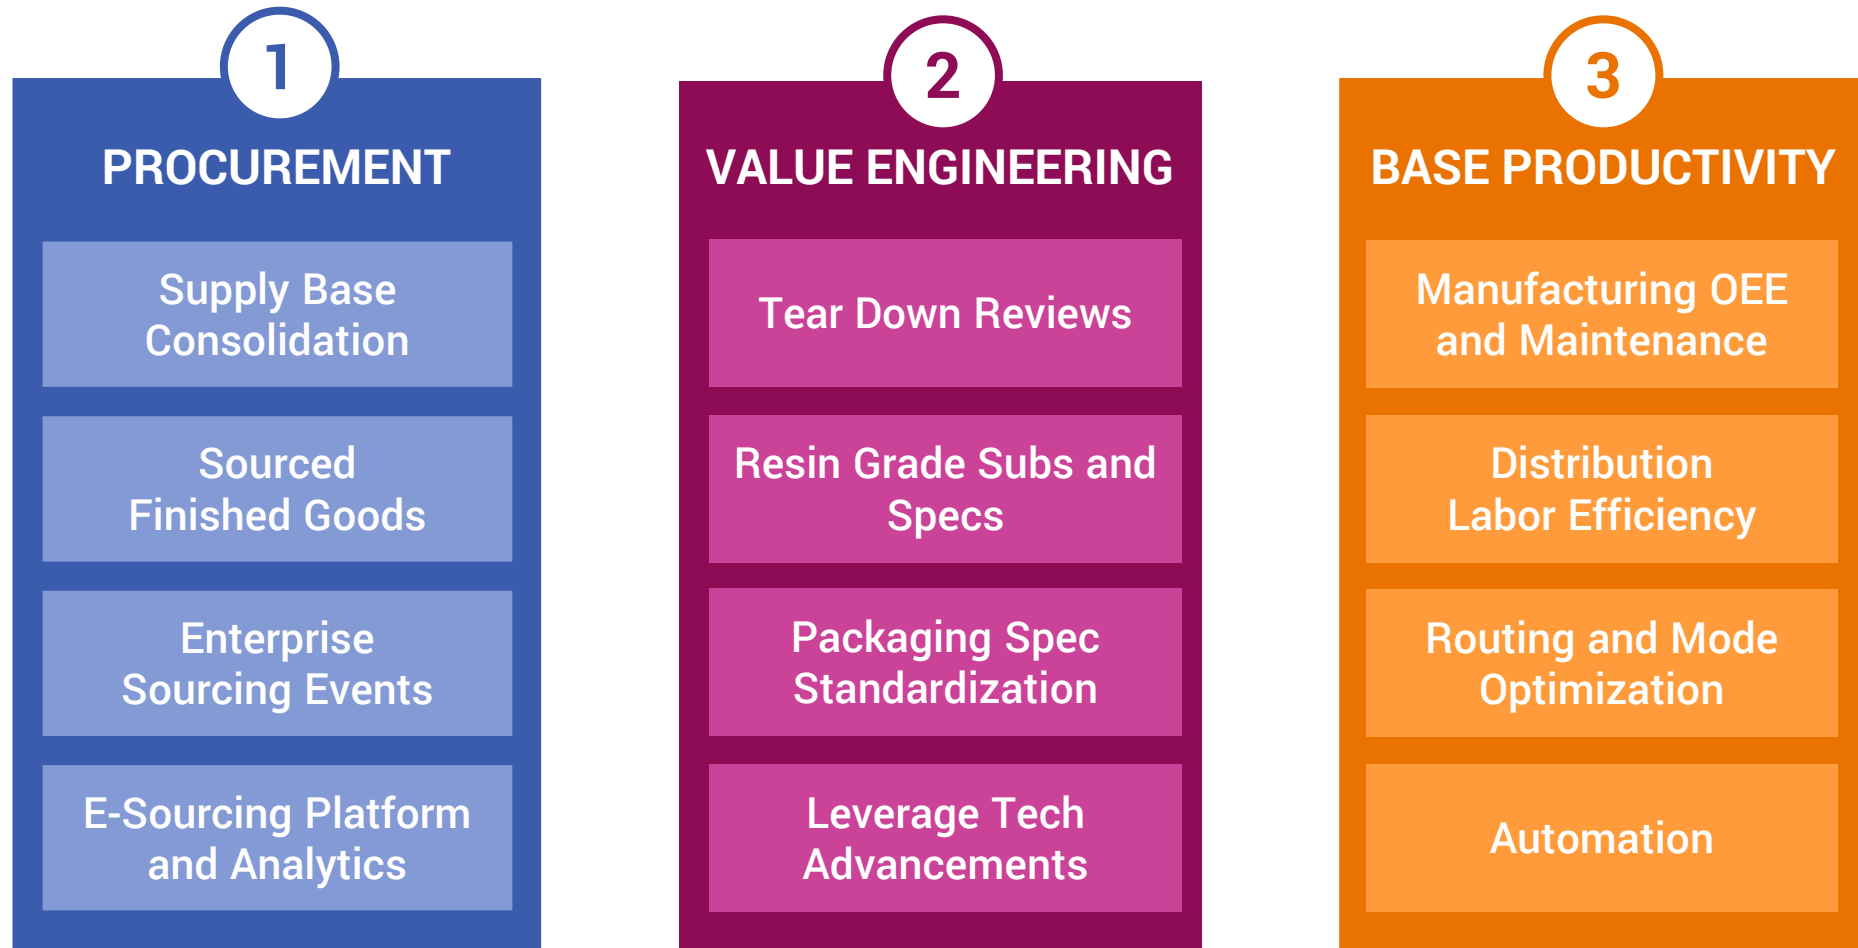 1
PROCUREMENT
Supply Base
Consolidation
Sourced
Finished Goods
Enterprise
Sourcing Events
E-Sourcing Platform
and Analytics
2
VALUE ENGINEERING
Tear Down Reviews
Resin Grade Subs and
Specs
Packaging Spec
Standardization
Leverage Tech
Advancements
3
BASE PRODUCTIVITY
Manufacturing OEE
and Maintenance
Distribution
Labor Efficiency
Routing and Mode
Optimization
Automation